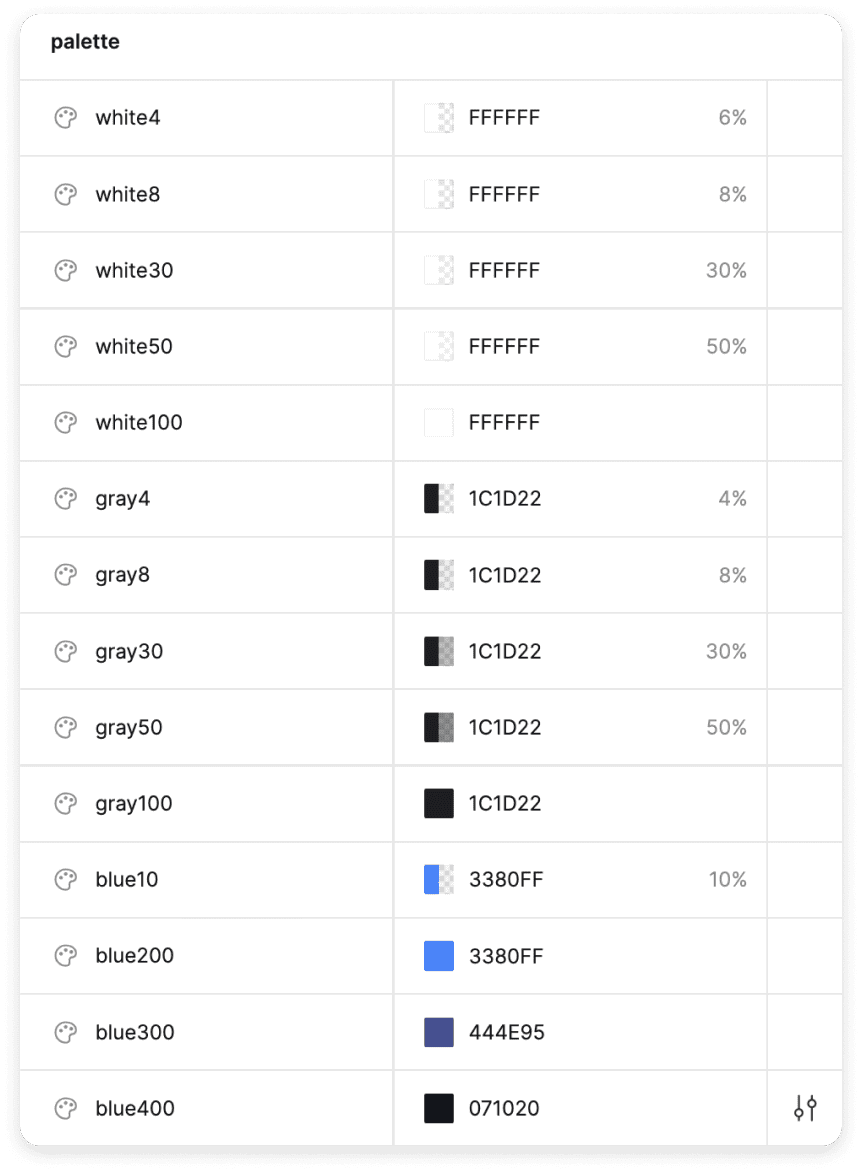 palette
white4 FFFFFF 6%
white8 FFFFFF 8%
white30 FFFFFF 30%
white50 FFFFFF 50%
white100 FFFFFF
gray4 1C1D22 4%
gray8 1C1D22 8%
gray30 1C1D22 30%
gray50 1C1D22 50%
gray100 1C1D22
blue10 3380FF 10%
blue200 3380FF
blue300 444E95
blue400 071020